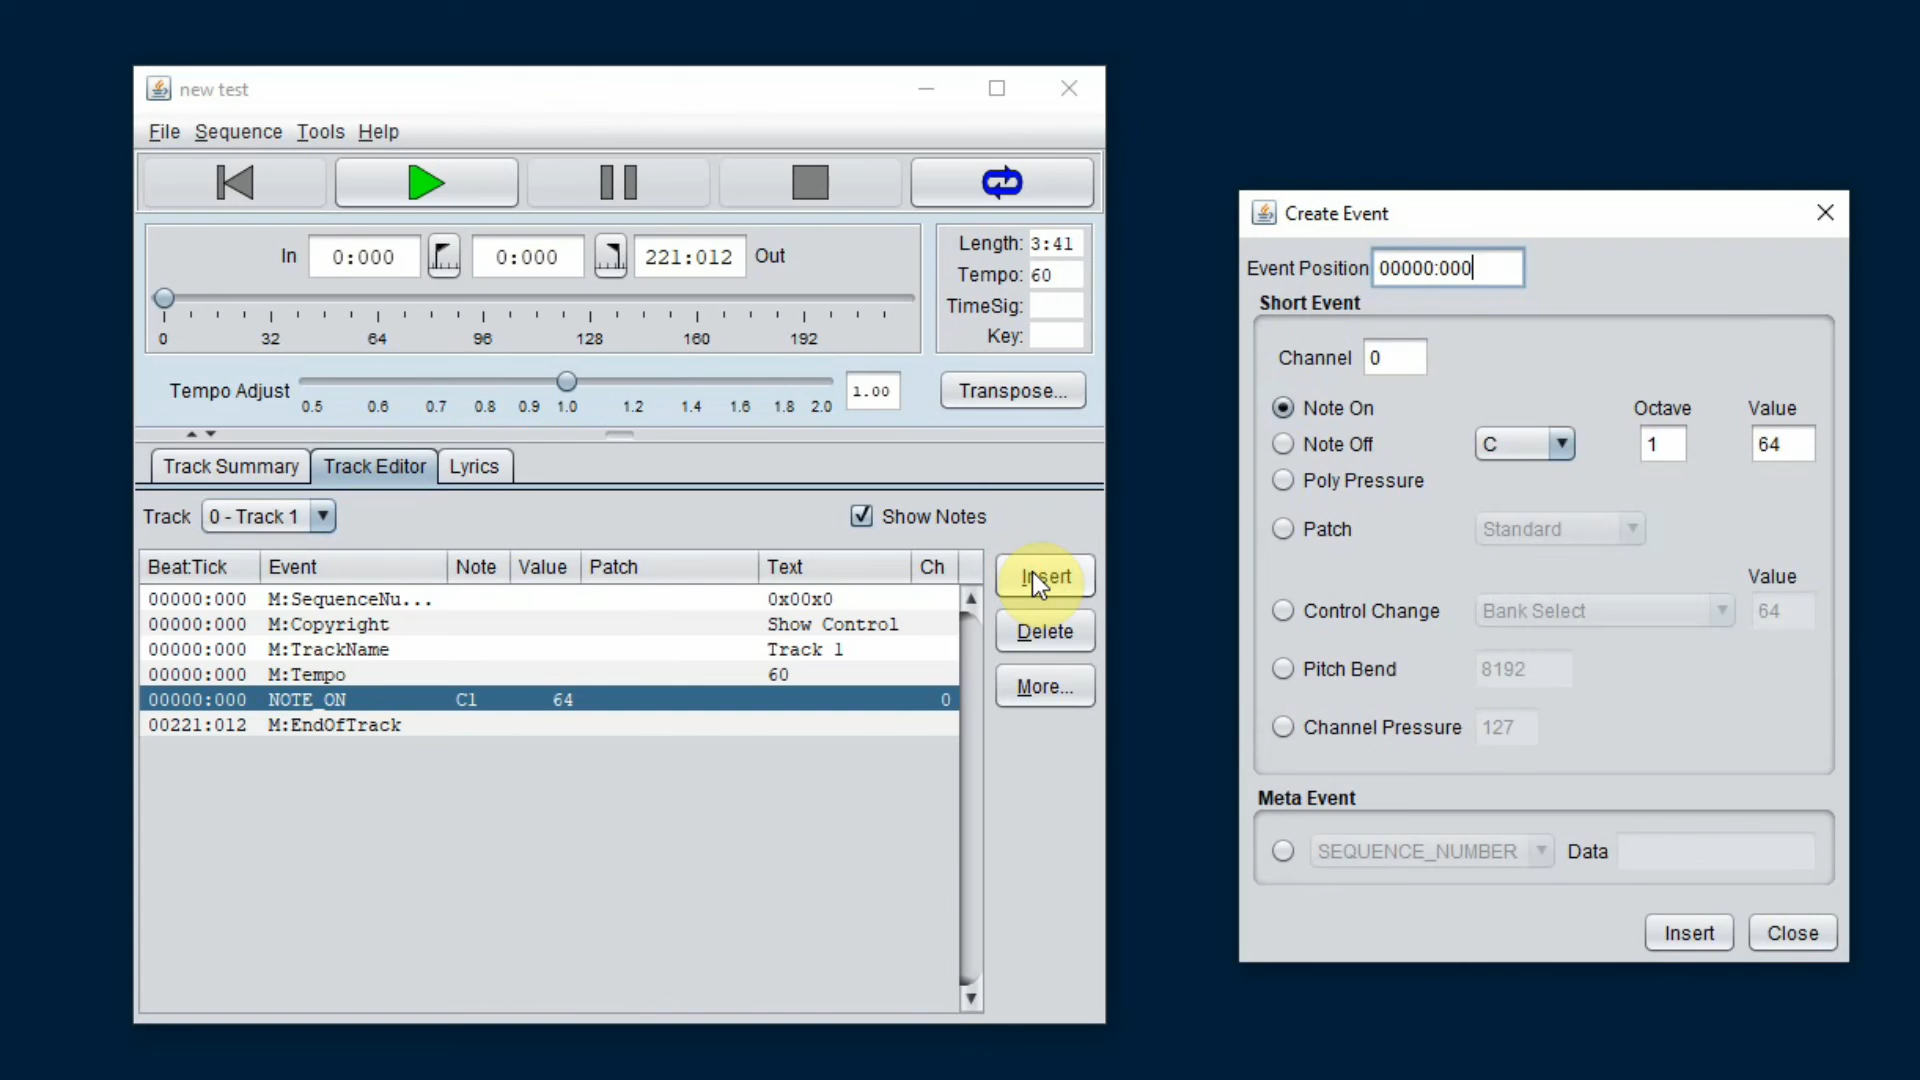 new test
File Sequence Tools Help
In 0:000 0:000 221:012 Out
Length: 3:41
Tempo: 60
TimeSig:
Key:
0 32 64 96 128 160 192
Tempo Adjust 1.00 Transpose...
0.5 0.6 0.7 0.8 0.9 1.0 1.2 1.4 1.6 1.8 2.0
Track Summary Track Editor Lyrics
Track 0 - Track 1 Show Notes
Beat:Tick Event Note Value Patch Text Ch
00000:000 M:SequenceNu... 0x00x0
00000:000 M:Copyright Show Control
00000:000 M:TrackName Track 1
00000:000 M:Tempo 60
00000:000 NOTE_ON C1 64 0
00221:012 M:EndOfTrack
Insert
Delete
More...
Create Event
Event Position 00000:000
Short Event
Channel 0
Note On Octave Value
Note Off C 1 64
Poly Pressure
Patch Standard
Value
Control Change Bank Select 64
Pitch Bend 8192
Channel Pressure 127
Meta Event
SEQUENCE_NUMBER Data
Insert Close